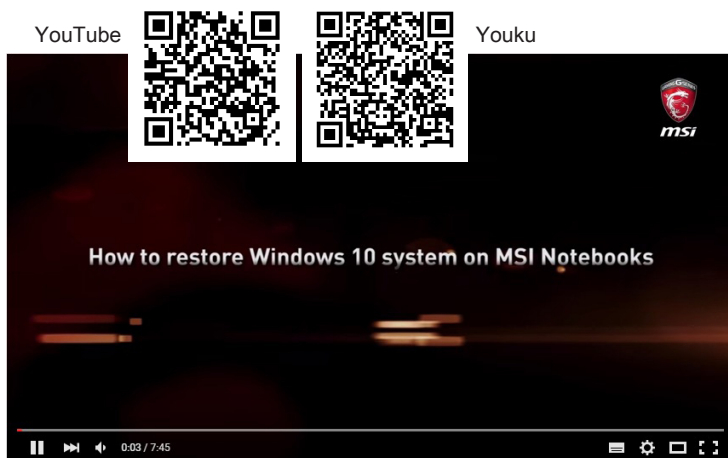 YouTube
Youku
msi
How to restore Windows 10 system on MSI Notebooks
0:03 / 7:45